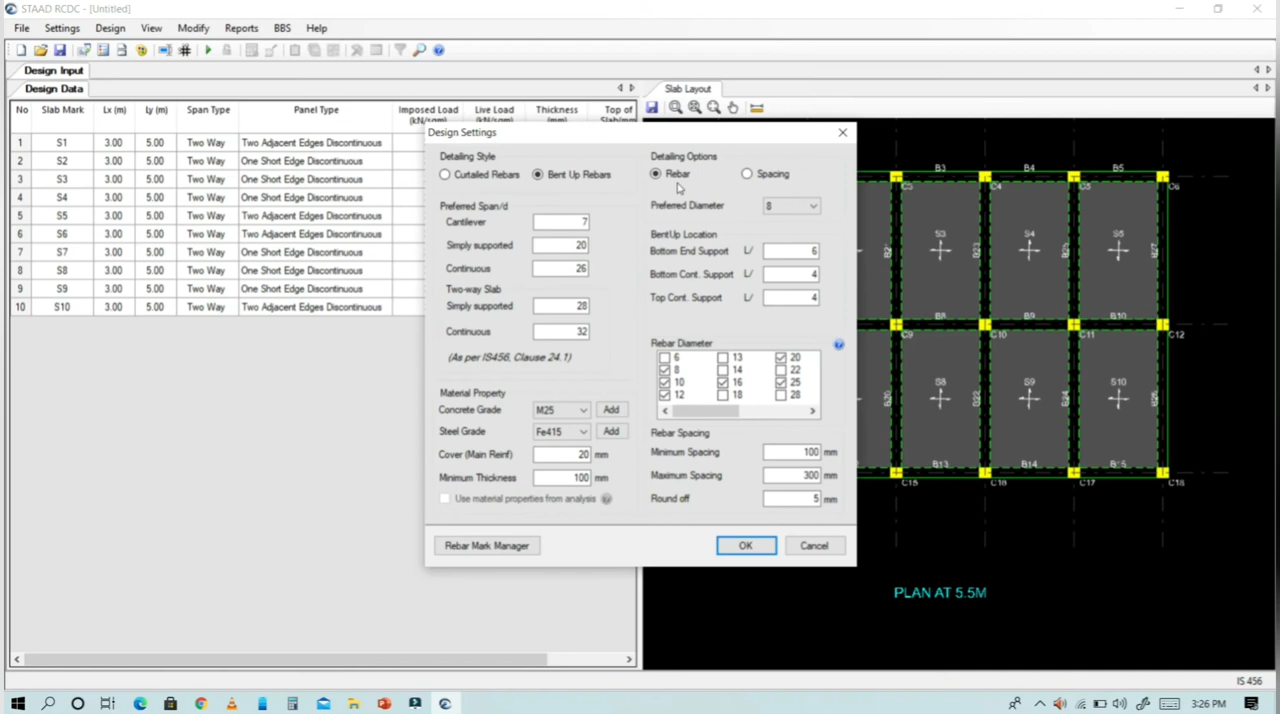 STAAD RCDC - [Untitled]
File Settings Design View Modify Reports BBS Help
Design Input
Design Data
No Slab Mark Lx (m) Ly (m) Span Type Panel Type Imposed Load (kN/sqm) Live Load (kN/sqm) Thickness (mm) Top of Slab(mm
1 S1 3.00 5.00 Two Way Two Adjacent Edges Discontinuous
2 S2 3.00 5.00 Two Way One Short Edge Discontinuous
3 S3 3.00 5.00 Two Way One Short Edge Discontinuous
4 S4 3.00 5.00 Two Way One Short Edge Discontinuous
5 S5 3.00 5.00 Two Way Two Adjacent Edges Discontinuous
6 S6 3.00 5.00 Two Way Two Adjacent Edges Discontinuous
7 S7 3.00 5.00 Two Way One Short Edge Discontinuous
8 S8 3.00 5.00 Two Way One Short Edge Discontinuous
9 S9 3.00 5.00 Two Way One Short Edge Discontinuous
10 S10 3.00 5.00 Two Way Two Adjacent Edges Discontinuous
Design Settings
Detailing Style
Curtailed Rebars Bent Up Rebars
Preferred Span/d
Cantilever 7
Simply supported 20
Continuous 26
Two-way Slab
Simply supported 28
Continuous 32
(As per IS456, Clause 24.1)
Material Property
Concrete Grade M25 Add
Steel Grade Fe415 Add
Cover (Main Reinf) 20 mm
Minimum Thickness 100 mm
Use material properties from analysis
Detailing Options
Rebar Spacing
Preferred Diameter 8
BentUp Location
Bottom End Support L/ 6
Bottom Cont. Support L/ 4
Top Cont. Support L/ 4
Rebar Diameter
6 13 20
8 14 22
10 16 25
12 18 28
Rebar Spacing
Minimum Spacing 100 mm
Maximum Spacing 300 mm
Round off 5 mm
Rebar Mark Manager OK Cancel
Slab Layout
B3 B4 B5
C3 C4 C5 C6
S3 S4 S5
B8 B9 B10
C9 C10 C11 C12
S8 S9 S10
B13 B14 B15
C15 C16 C17 C18
PLAN AT 5.5M
IS 456
3:26 PM